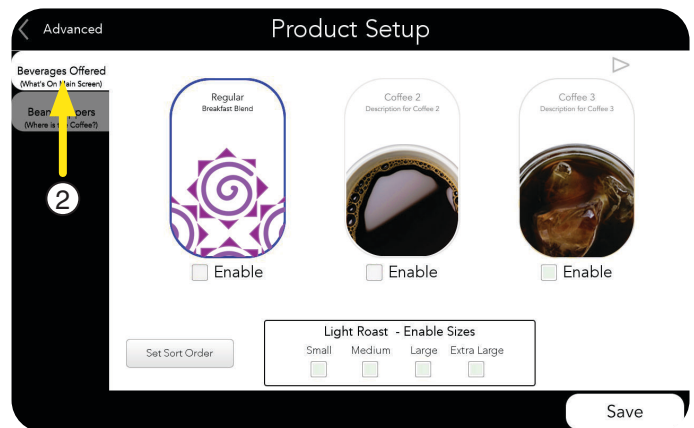 Advanced
Product Setup
Beverages Offered
(What's On Main Screen)
Bean Hoppers
(Where is the Coffee?)
2
Regular
Breakfast Blend
Coffee 2
Description for Coffee 2
Coffee 3
Description for Coffee 3
Enable
Enable
Enable
Set Sort Order
Light Roast - Enable Sizes
Small Medium Large Extra Large
Save